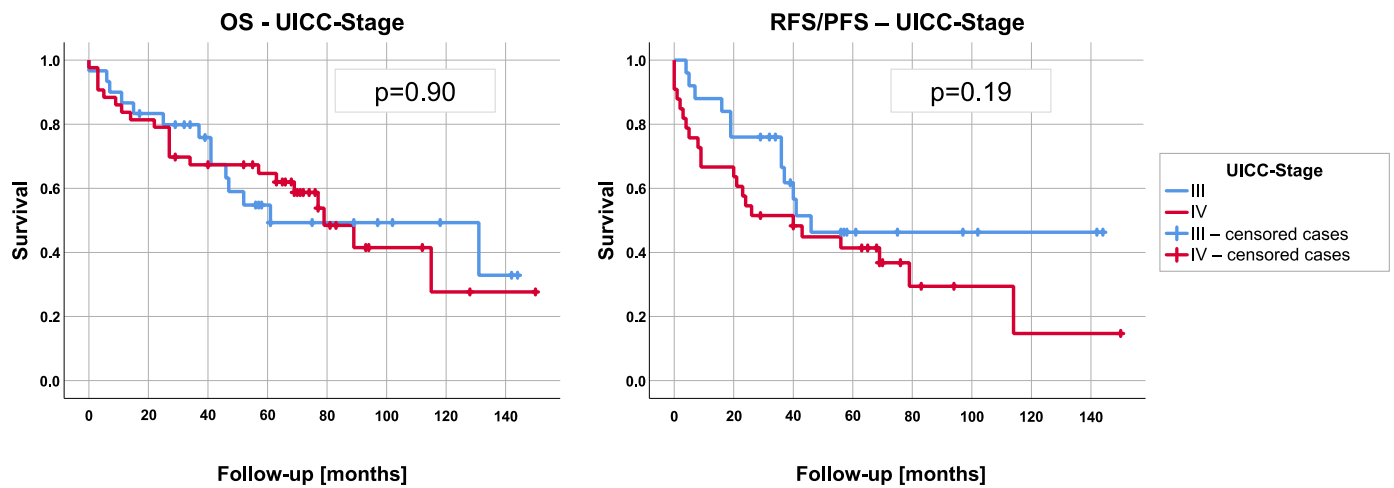 OS - UICC-Stage
p=0.90
Survival
1.0
0.8
0.6
0.4
0.2
0.0
0 20 40 60 80 100 120 140
Follow-up [months]
RFS/PFS – UICC-Stage
p=0.19
Survival
1.0
0.8
0.6
0.4
0.2
0.0
0 20 40 60 80 100 120 140
Follow-up [months]
UICC-Stage
III
IV
III – censored cases
IV – censored cases